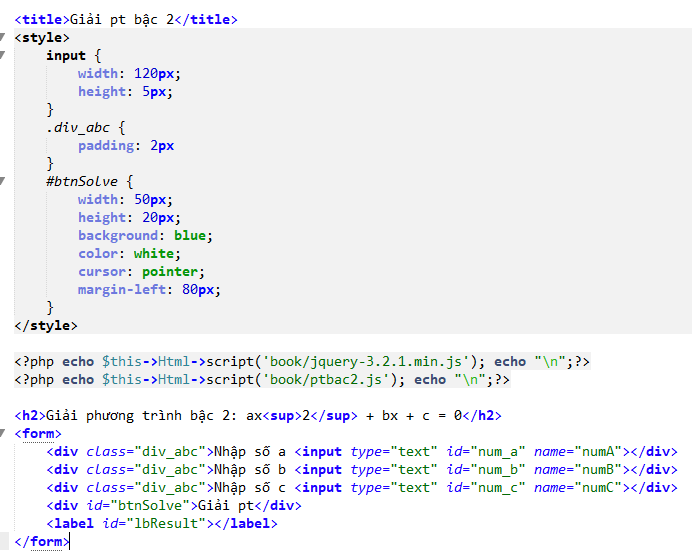 <title>Giải pt bậc 2</title>
<style>
    input {
        width: 120px;
        height: 5px;
    }
    .div_abc {
        padding: 2px
    }
    #btnSolve {
        width: 50px;
        height: 20px;
        background: blue;
        color: white;
        cursor: pointer;
        margin-left: 80px;
    }
</style>
<?php echo $this->Html->script('book/jquery-3.2.1.min.js'); echo "\n";?>
<?php echo $this->Html->script('book/ptbac2.js'); echo "\n";?>
<h2>Giải phương trình bậc 2: ax<sup>2</sup> + bx + c = 0</h2>
<form>
    <div class="div_abc">Nhập số a <input type="text" id="num_a" name="numA"></div>
    <div class="div_abc">Nhập số b <input type="text" id="num_b" name="numB"></div>
    <div class="div_abc">Nhập số c <input type="text" id="num_c" name="numC"></div>
    <div id="btnSolve">Giải pt</div>
    <label id="lbResult"></label>
</form>